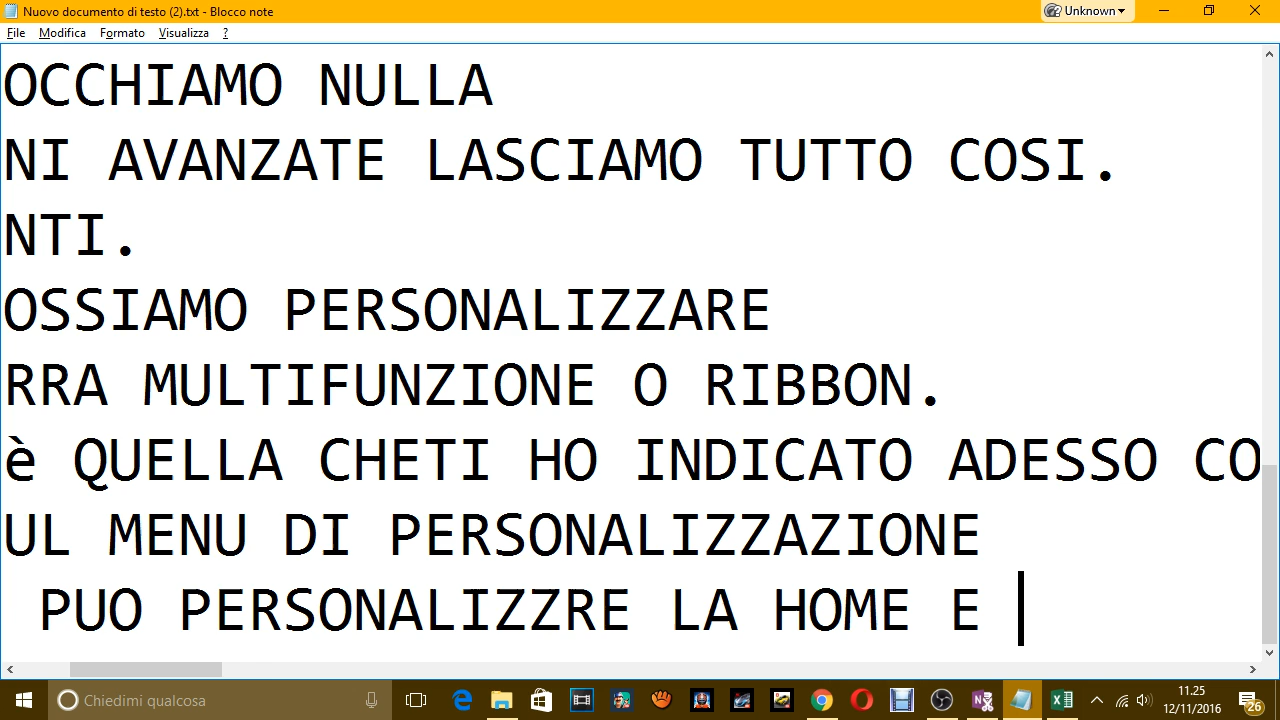 Nuovo documento di testo (2).txt - Blocco note
Unknown
File Modifica Formato Visualizza ?
OCCHIAMO NULLA
NI AVANZATE LASCIAMO TUTTO COSI.
NTI.
OSSIAMO PERSONALIZZARE
RRA MULTIFUNZIONE O RIBBON.
è QUELLA CHETI HO INDICATO ADESSO CO
UL MENU DI PERSONALIZZAZIONE
PUO PERSONALIZZRE LA HOME E
Chiedimi qualcosa
11.25
12/11/2016
26